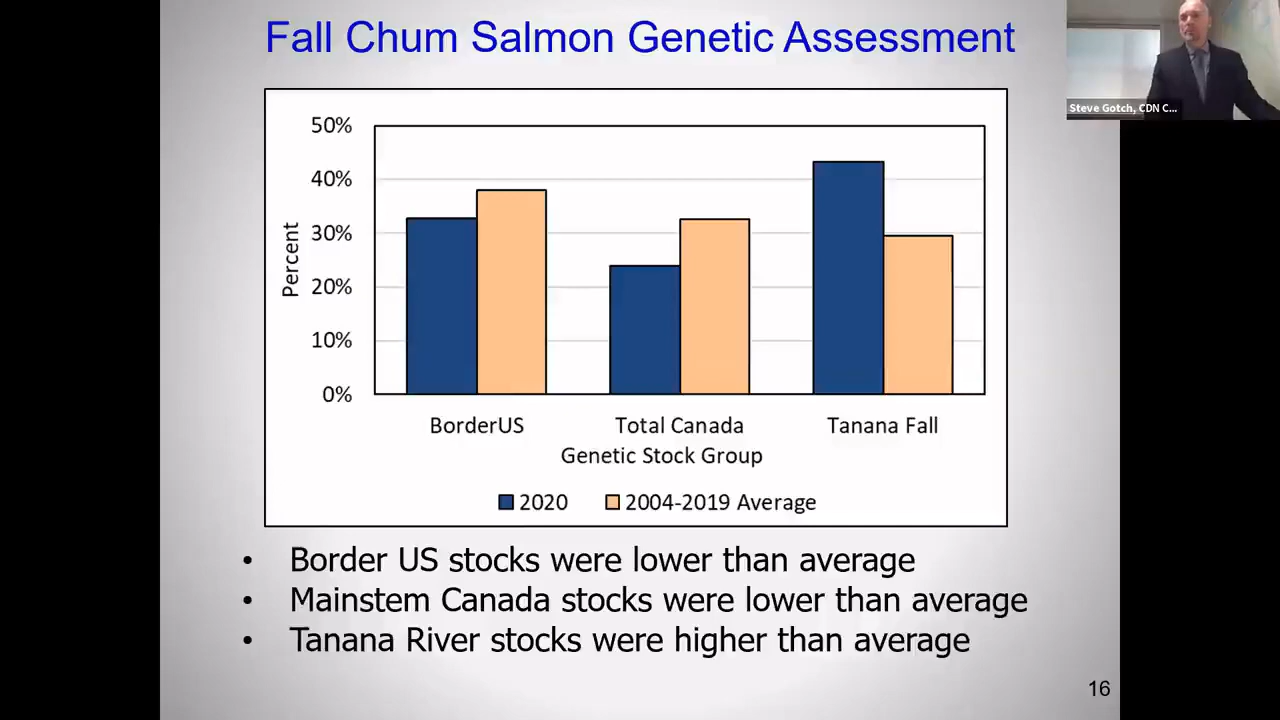 Fall Chum Salmon Genetic Assessment
Steve Gotch, CDN C...
50%
40%
30%
20%
10%
0%
Percent
BorderUS
Total Canada
Tanana Fall
Genetic Stock Group
2020
2004-2019 Average
• Border US stocks were lower than average
• Mainstem Canada stocks were lower than average
• Tanana River stocks were higher than average
16